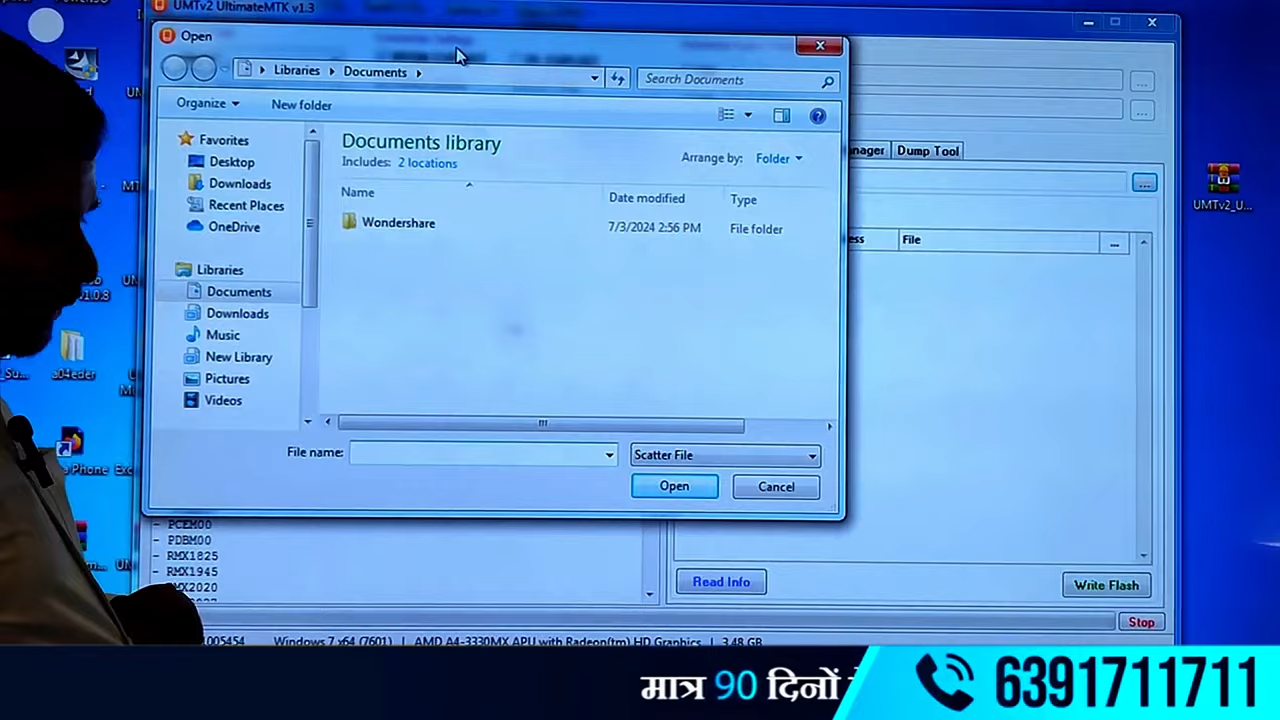 UMTv2 UltimateMTK v1.3
Open
Libraries
Documents
Search Documents
Organize
New folder
Favorites
Desktop
Downloads
Recent Places
OneDrive
Libraries
Documents
Downloads
Music
New Library
Pictures
Videos
Documents library
Includes: 2 locations
Arrange by: Folder
Name
Date modified
Type
Wondershare
7/3/2024 2:56 PM
File folder
File name:
Scatter File
Open
Cancel
Dump Tool
File
...
UMTv2_U...
a04eder
- PCEM00
- PDBM00
- RMX1825
- RMX1945
RMX2020
Read Info
Write Flash
Stop
1005454 Windows 7 x64 (7601) | AMD A4-3330MX APU with Radeon(tm) HD Graphics | 3.48 GB
मात्र 90 दिनों
6391711711